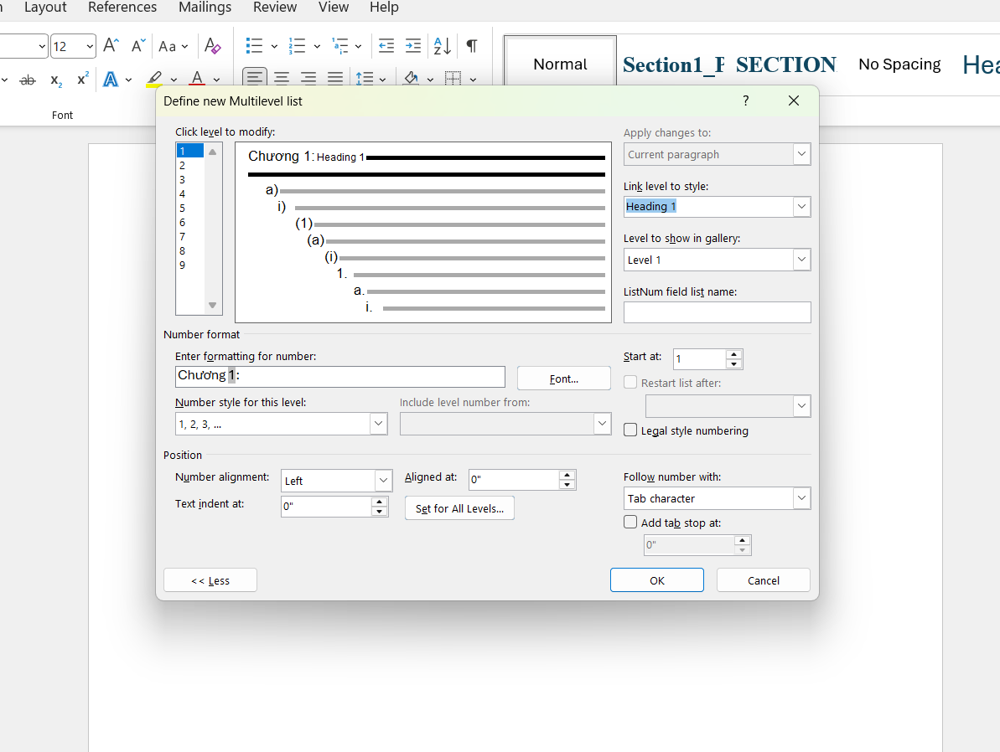 Layout References Mailings Review View Help
12 Aa
Normal Section1_ SECTION No Spacing
Font
Define new Multilevel list ?
Click level to modify:
1
2
3
4
5
6
7
8
9
Chương 1: Heading 1
a)
i)
(1)
(a)
(i)
1.
a.
i.
Apply changes to:
Current paragraph
Link level to style:
Heading 1
Level to show in gallery:
Level 1
ListNum field list name:
Number format
Enter formatting for number:
Chương 1:
Font...
Start at: 1
Restart list after:
Number style for this level:
1, 2, 3, ...
Include level number from:
Legal style numbering
Position
Number alignment: Left
Aligned at: 0"
Text indent at: 0"
Set for All Levels...
Follow number with:
Tab character
Add tab stop at:
0"
<< Less
OK
Cancel